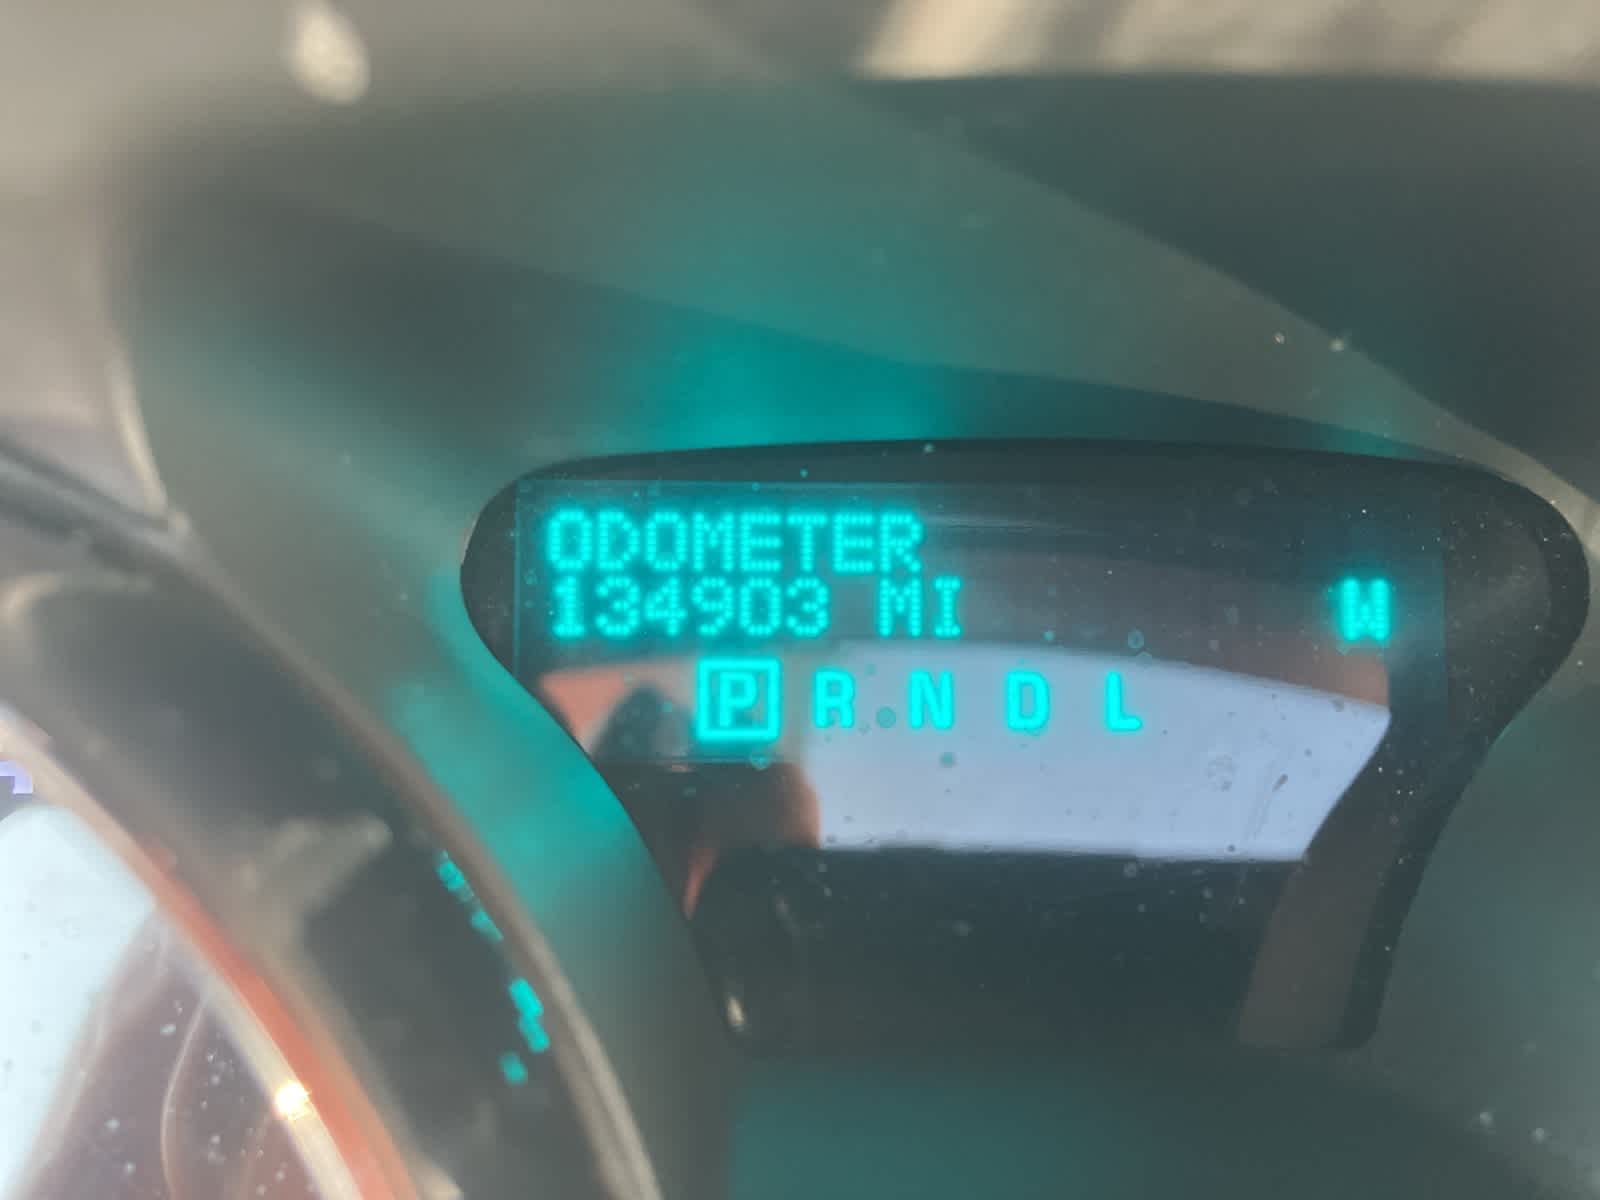 ODOMETER
134903 MI W
P R N D L